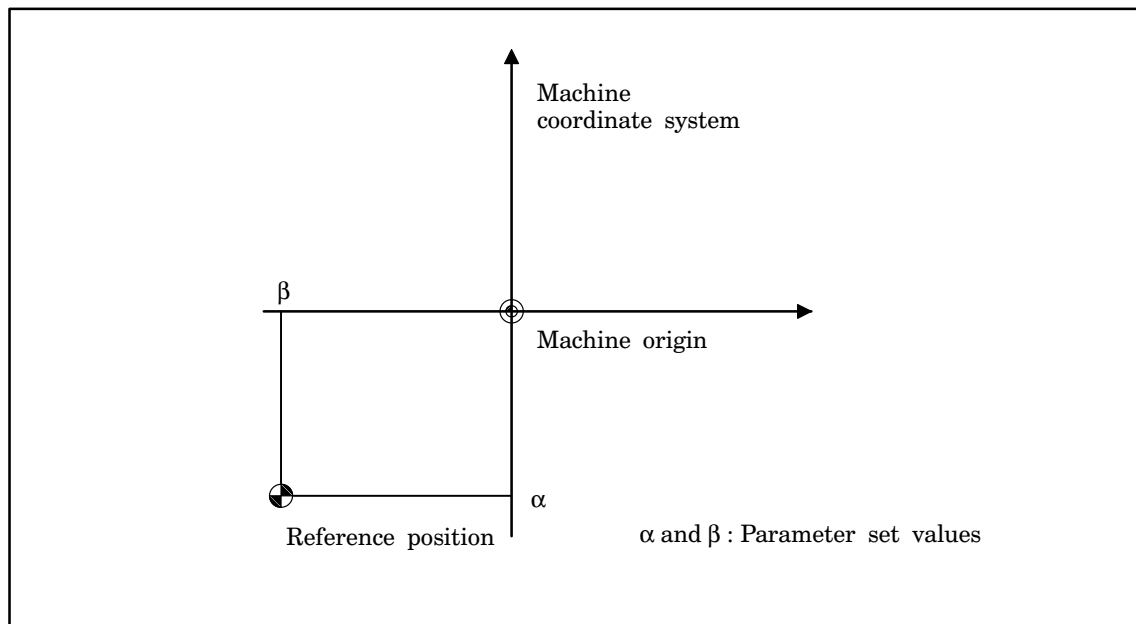 Machine
coordinate system
β
Machine origin
α
Reference position
α and β : Parameter set values